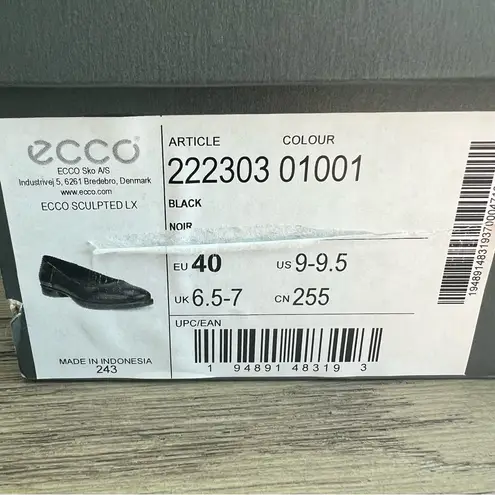 ecco
ECCO Sko A/S
Industrivej 5, 6261 Bredebro, Denmark
www.ecco.com
ECCO SCULPTED LX
MADE IN INDONESIA
243
ARTICLE COLOUR
222303 01001
BLACK
NOIR
EU 40 US 9-9.5
UK 6.5-7 CN 255
UPC/EAN
1 94891 48319 3